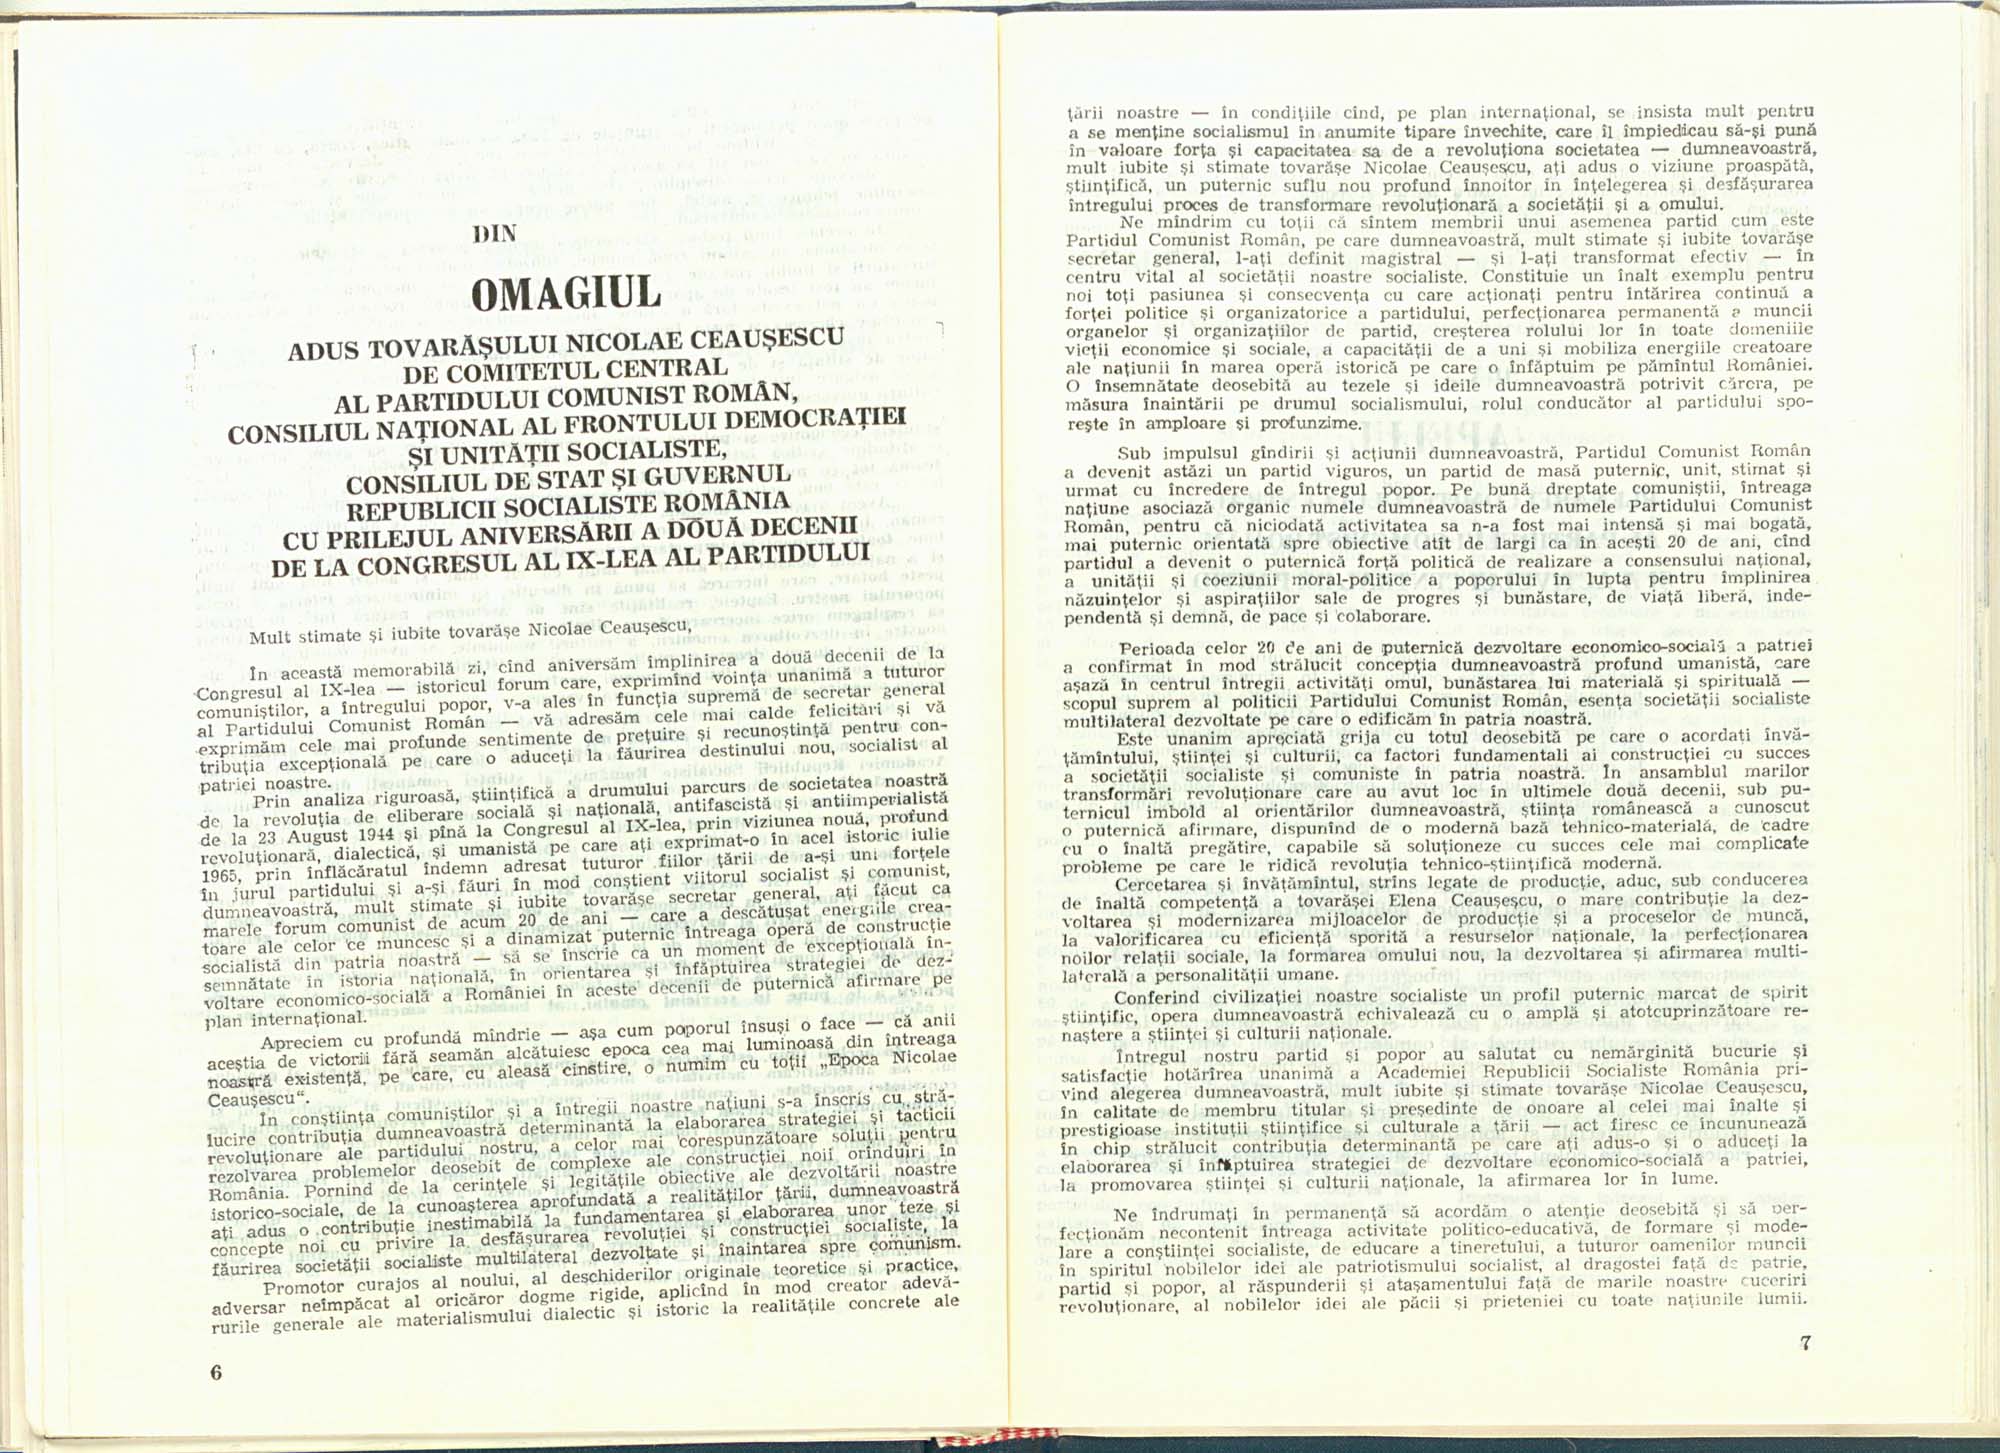 DIN
OMAGIUL
ADUS TOVARĂŞULUI NICOLAE CEAUŞESCU
DE COMITETUL CENTRAL
AL PARTIDULUI COMUNIST ROMÂN,
CONSILIUL NAŢIONAL AL FRONTULUI DEMOCRAŢIEI
ŞI UNITĂŢII SOCIALISTE,
CONSILIUL DE STAT ŞI GUVERNUL
REPUBLICII SOCIALISTE ROMÂNIA
CU PRILEJUL ANIVERSĂRII A DOUĂ DECENII
DE LA CONGRESUL AL IX-LEA AL PARTIDULUI
Mult stimate şi iubite tovarăşe Nicolae Ceauşescu,
În această memorabilă zi, cînd aniversăm împlinirea a două decenii de la
Congresul al IX-lea — istoricul forum care, exprimînd voinţa unanimă a tuturor
comuniştilor, a întregului popor, v-a ales în funcţia supremă de secretar general
al Partidului Comunist Român — vă adresăm cele mai calde felicitări şi vă
exprimăm cele mai profunde sentimente de preţuire şi recunoştinţă pentru con-
tribuţia excepţională pe care o aduceţi la făurirea destinului nou, socialist al
patriei noastre.
Prin analiza riguroasă, ştiinţifică a drumului parcurs de societatea noastră
de la revoluţia de eliberare socială şi naţională, antifascistă şi antiimperialistă
de la 23 August 1944 şi pînă la Congresul al IX-lea, prin viziunea nouă, profund
revoluţionară, dialectică, şi umanistă pe care aţi exprimat-o în acel istoric iulie
1965, prin înflăcăratul îndemn adresat tuturor fiilor ţării de a-şi uni forţele
în jurul partidului şi a-şi făuri în mod conştient viitorul socialist şi comunist,
dumneavoastră, mult stimate şi iubite tovarăşe secretar general, aţi făcut ca
marele forum comunist de acum 20 de ani — care a descătuşat energiile crea-
toare ale celor ce muncesc şi a dinamizat puternic întreaga operă de construcţie
socialistă din patria noastră — să se înscrie ca un moment de excepţională în-
semnătate în istoria naţională, în orientarea şi înfăptuirea strategiei de dez-
voltare economico-socială a României în aceste decenii de puternică afirmare pe
plan internaţional.
Apreciem cu profundă mîndrie — aşa cum poporul însuşi o face — că anii
aceştia de victorii fără seamăn alcătuiesc epoca cea mai luminoasă din întreaga
noastră existenţă, pe care, cu aleasă cinstire, o numim cu toţii „Epoca Nicolae
Ceauşescu“.
În conştiinţa comuniştilor şi a întregii noastre naţiuni s-a înscris cu stră-
lucire contribuţia dumneavoastră determinantă la elaborarea strategiei şi tacticii
revoluţionare ale partidului nostru, a celor mai corespunzătoare soluţii pentru
rezolvarea problemelor deosebit de complexe ale construcţiei noii orînduiri în
România. Pornind de la cerinţele şi legităţile obiective ale dezvoltării noastre
istorico-sociale, de la cunoaşterea aprofundată a realităţilor ţării, dumneavoastră
aţi adus o contribuţie inestimabilă la fundamentarea şi elaborarea unor teze şi
concepte noi cu privire la desfăşurarea revoluţiei şi construcţiei socialiste, la
făurirea societăţii socialiste multilateral dezvoltate şi înaintarea spre comunism.
Promotor curajos al noului, al deschiderilor originale teoretice şi practice,
adversar neîmpăcat al oricăror dogme rigide, aplicînd în mod creator adevă-
rurile generale ale materialismului dialectic şi istoric la realităţile concrete ale
6
ţării noastre — în condiţiile cînd, pe plan internaţional, se insista mult pentru
a se menţine socialismul în anumite tipare învechite, care îl împiedicau să-şi pună
în valoare forţa şi capacitatea sa de a revoluţiona societatea — dumneavoastră,
mult iubite şi stimate tovarăşe Nicolae Ceauşescu, aţi adus o viziune proaspătă,
ştiinţifică, un puternic suflu nou profund înnoitor în înţelegerea şi desfăşurarea
întregului proces de transformare revoluţionară a societăţii şi a omului.
Ne mîndrim cu toţii că sîntem membrii unui asemenea partid cum este
Partidul Comunist Român, pe care dumneavoastră, mult stimate şi iubite tovarăşe
secretar general, l-aţi definit magistral — şi l-aţi transformat efectiv — în
centru vital al societăţii noastre socialiste. Constituie un înalt exemplu pentru
noi toţi pasiunea şi consecvenţa cu care acţionaţi pentru întărirea continuă a
forţei politice şi organizatorice a partidului, perfecţionarea permanentă a muncii
organelor şi organizaţiilor de partid, creşterea rolului lor în toate domeniile
vieţii economice şi sociale, a capacităţii de a uni şi mobiliza energiile creatoare
ale naţiunii în marea operă istorică pe care o înfăptuim pe pămîntul României.
O însemnătate deosebită au tezele şi ideile dumneavoastră potrivit cărora, pe
măsura înaintării pe drumul socialismului, rolul conducător al partidului spo-
reşte în amploare şi profunzime.
Sub impulsul gîndirii şi acţiunii dumneavoastră, Partidul Comunist Român
a devenit astăzi un partid viguros, un partid de masă puternic, unit, stimat şi
urmat cu încredere de întregul popor. Pe bună dreptate comuniştii, întreaga
naţiune asociază organic numele dumneavoastră de numele Partidului Comunist
Român, pentru că niciodată activitatea sa n-a fost mai intensă şi mai bogată,
mai puternic orientată spre obiective atît de largi ca în aceşti 20 de ani, cînd
partidul a devenit o puternică forţă politică de realizare a consensului naţional,
a unităţii şi coeziunii moral-politice a poporului în lupta pentru împlinirea
năzuinţelor şi aspiraţiilor sale de progres şi bunăstare, de viaţă liberă, inde-
pendentă şi demnă, de pace şi colaborare.
Perioada celor 20 de ani de puternică dezvoltare economico-socială a patriei
a confirmat în mod strălucit concepţia dumneavoastră profund umanistă, care
aşază în centrul întregii activităţi omul, bunăstarea lui materială şi spirituală —
scopul suprem al politicii Partidului Comunist Român, esenţa societăţii socialiste
multilateral dezvoltate pe care o edificăm în patria noastră.
Este unanim apreciată grija cu totul deosebită pe care o acordaţi învă-
ţămîntului, ştiinţei şi culturii, ca factori fundamentali ai construcţiei cu succes
a societăţii socialiste şi comuniste în patria noastră. În ansamblul marilor
transformări revoluţionare care au avut loc în ultimele două decenii, sub pu-
ternicul imbold al orientărilor dumneavoastră, ştiinţa românească a cunoscut
o puternică afirmare, dispunînd de o modernă bază tehnico-materială, de cadre
cu o înaltă pregătire, capabile să soluţioneze cu succes cele mai complicate
probleme pe care le ridică revoluţia tehnico-ştiinţifică modernă.
Cercetarea şi învăţămîntul, strîns legate de producţie, aduc, sub conducerea
de înaltă competenţă a tovarăşei Elena Ceauşescu, o mare contribuţie la dez-
voltarea şi modernizarea mijloacelor de producţie şi a proceselor de muncă,
la valorificarea cu eficienţă sporită a resurselor naţionale, la perfecţionarea
noilor relaţii sociale, la formarea omului nou, la dezvoltarea şi afirmarea multi-
laterală a personalităţii umane.
Conferind civilizaţiei noastre socialiste un profil puternic marcat de spirit
ştiinţific, opera dumneavoastră echivalează cu o amplă şi atotcuprinzătoare re-
naştere a ştiinţei şi culturii naţionale.
Întregul nostru partid şi popor au salutat cu nemărginită bucurie şi
satisfacţie hotărîrea unanimă a Academiei Republicii Socialiste România pri-
vind alegerea dumneavoastră, mult iubite şi stimate tovarăşe Nicolae Ceauşescu,
în calitate de membru titular şi preşedinte de onoare al celei mai înalte şi
prestigioase instituţii ştiinţifice şi culturale a ţării — act firesc ce încununează
în chip strălucit contribuţia determinantă pe care aţi adus-o şi o aduceţi la
elaborarea şi înfăptuirea strategiei de dezvoltare economico-socială a patriei,
la promovarea ştiinţei şi culturii naţionale, la afirmarea lor în lume.
Ne îndrumaţi în permanenţă să acordăm o atenţie deosebită şi să per-
fecţionăm necontenit întreaga activitate politico-educativă, de formare şi mode-
lare a conştiinţei socialiste, de educare a tineretului, a tuturor oamenilor muncii
în spiritul nobilelor idei ale patriotismului socialist, al dragostei faţă de patrie,
partid şi popor, al răspunderii şi ataşamentului faţă de marile noastre cuceriri
revoluţionare, al nobilelor idei ale păcii şi prieteniei cu toate naţiunile lumii.
7